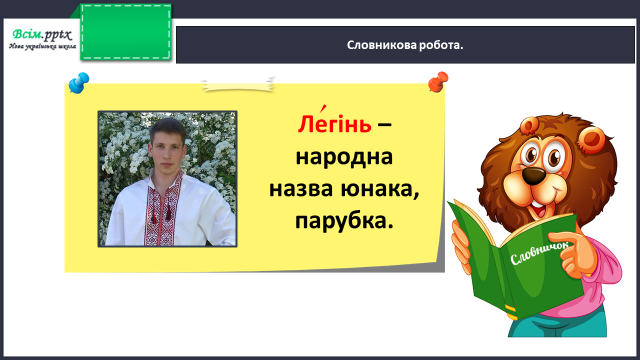 Всім.pptx
Нова українська школа
Словникова робота.
Ле́гінь –
народна
назва юнака,
парубка.
Словничок